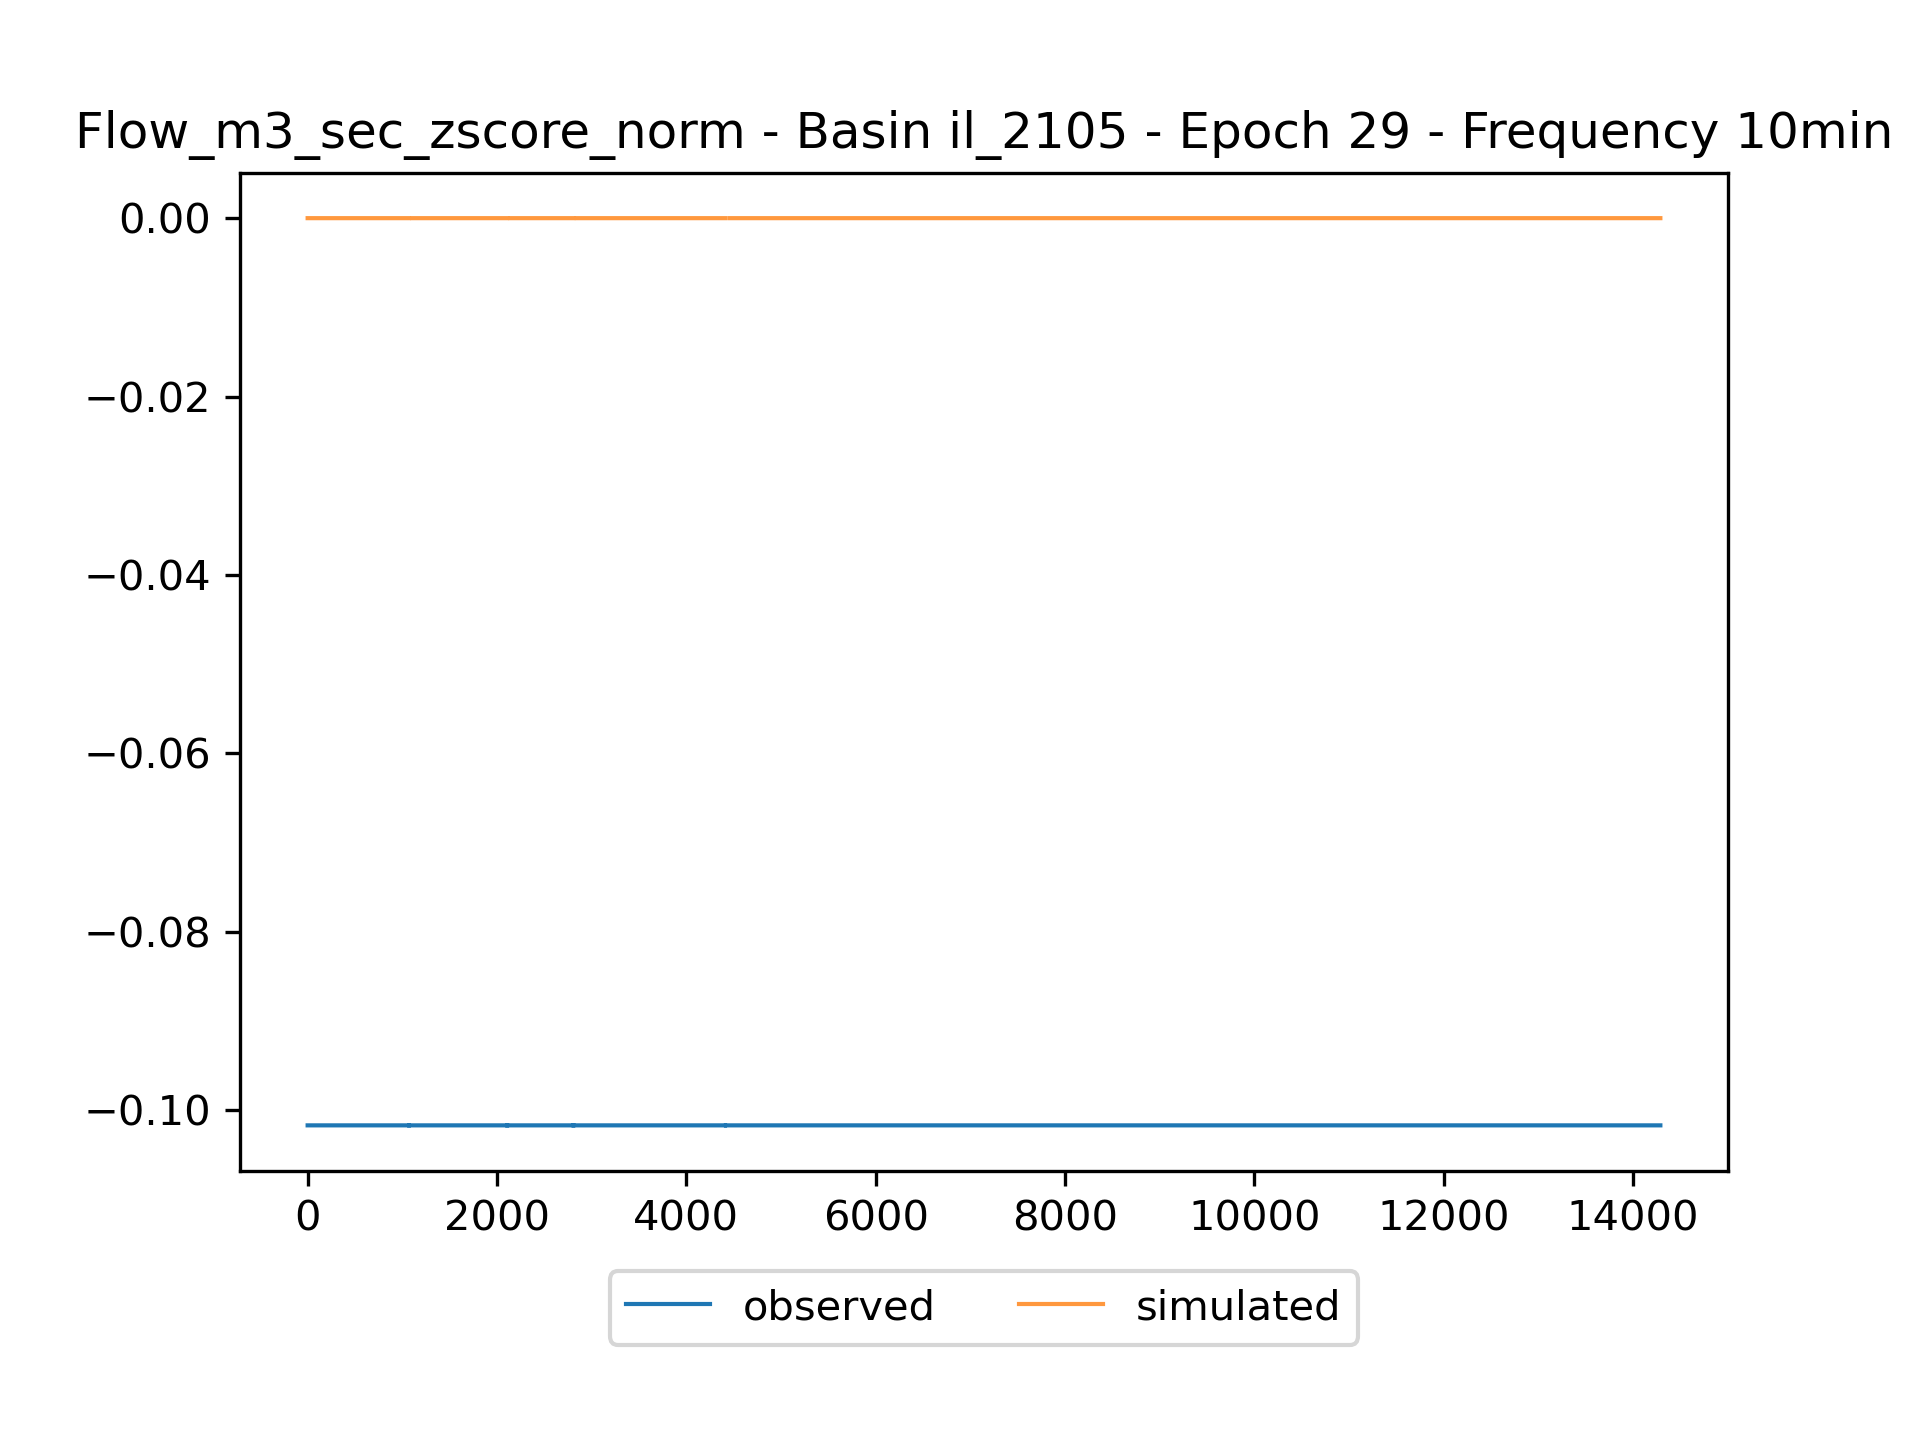 Flow_m3_sec_zscore_norm - Basin il_2105 - Epoch 29 - Frequency 10min
0.00
−0.02
−0.04
−0.06
−0.08
−0.10
0 2000 4000 6000 8000 10000 12000 14000
observed simulated